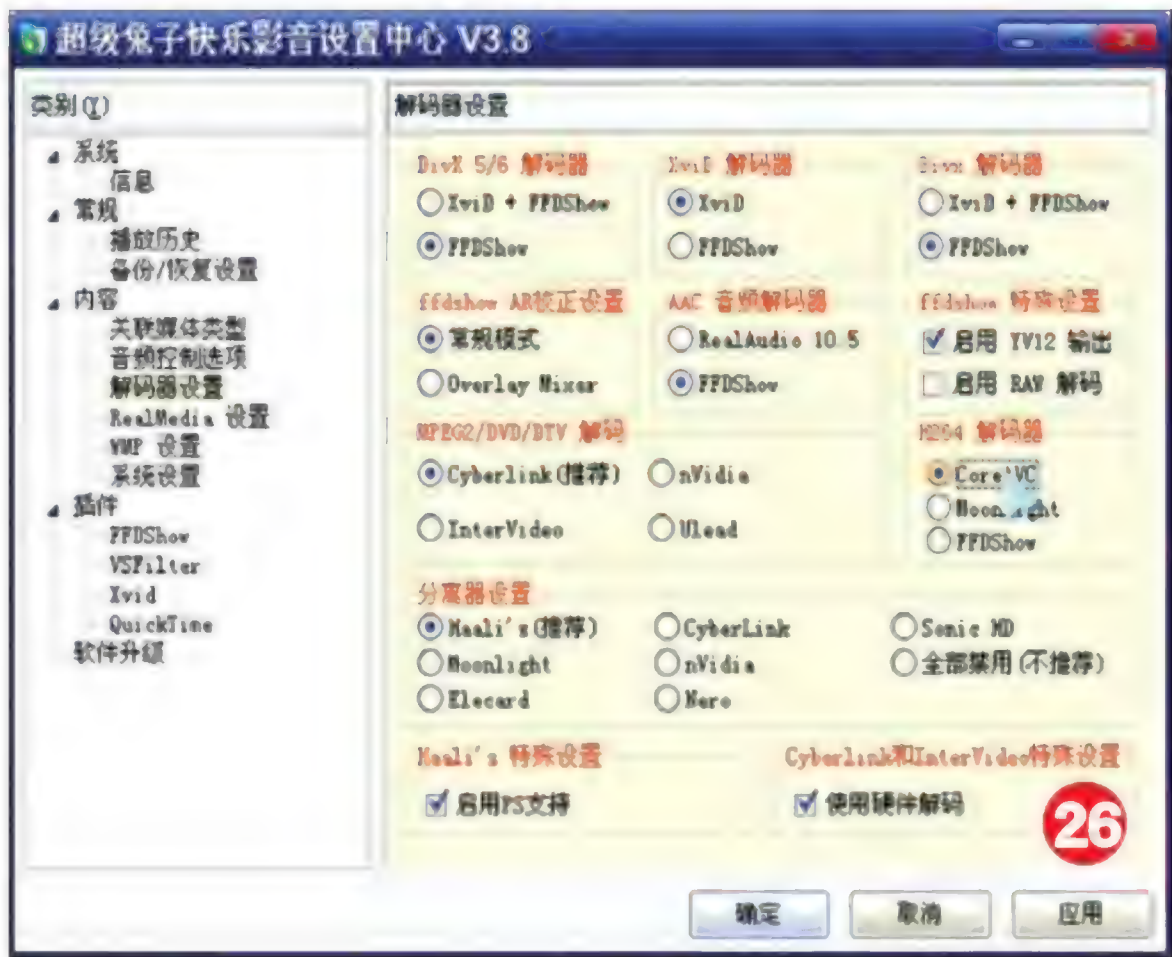 超级兔子快乐影音设置中心 V3.8
类别(Y)
系统
信息
常规
播放历史
备份/恢复设置
内容
关联媒体类型
音频控制选项
解码器设置
RealMedia 设置
WMP 设置
系统设置
插件
FFDShow
VSFilter
Xvid
QuickTime
软件升级
解码器设置
DivX 5/6 解码器 XviD 解码器 Divx 解码器
XviD + FFDShow XviD XviD + FFDShow
FFDShow FFDShow FFDShow
ffdshow AR校正设置 AAC 音频解码器 ffdshow 特殊设置
常规模式 RealAudio 10.5 启用 YV12 输出
Overlay Mixer FFDShow 启用 RAW 解码
MPEG2/DVD/DTV 解码 H264 解码器
Cyberlink(推荐) nVidia CoreAVC
InterVideo Ulead Moonlight
FFDShow
分离器设置
Haali's(推荐) CyberLink Sonic HD
Moonlight nVidia 全部禁用(不推荐)
Elecard Nero
Haali's 特殊设置 Cyberlink和InterVideo特殊设置
启用PS支持 使用硬件解码
26
确定 取消 应用